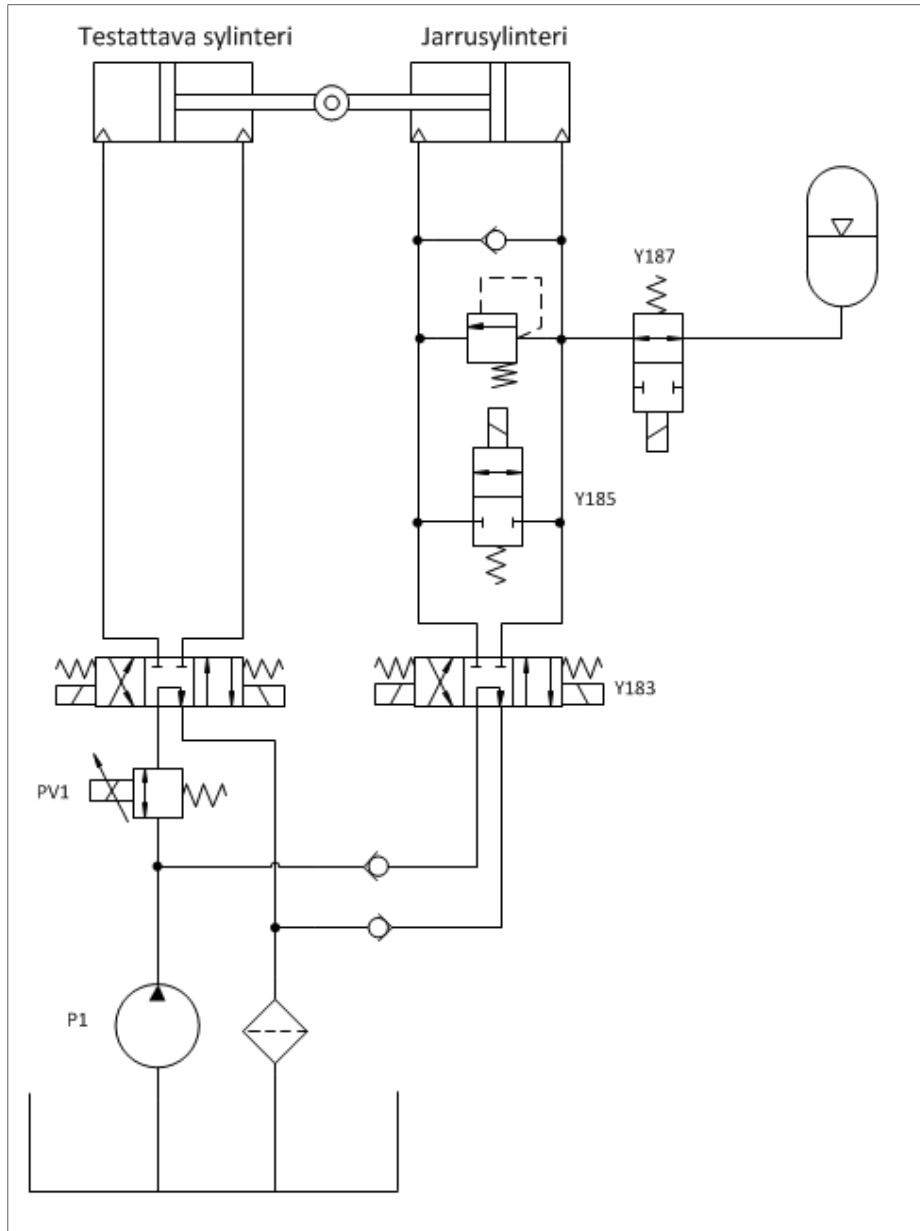 Testattava sylinteri
Jarrusylinteri
Y187
Y185
Y183
PV1
P1